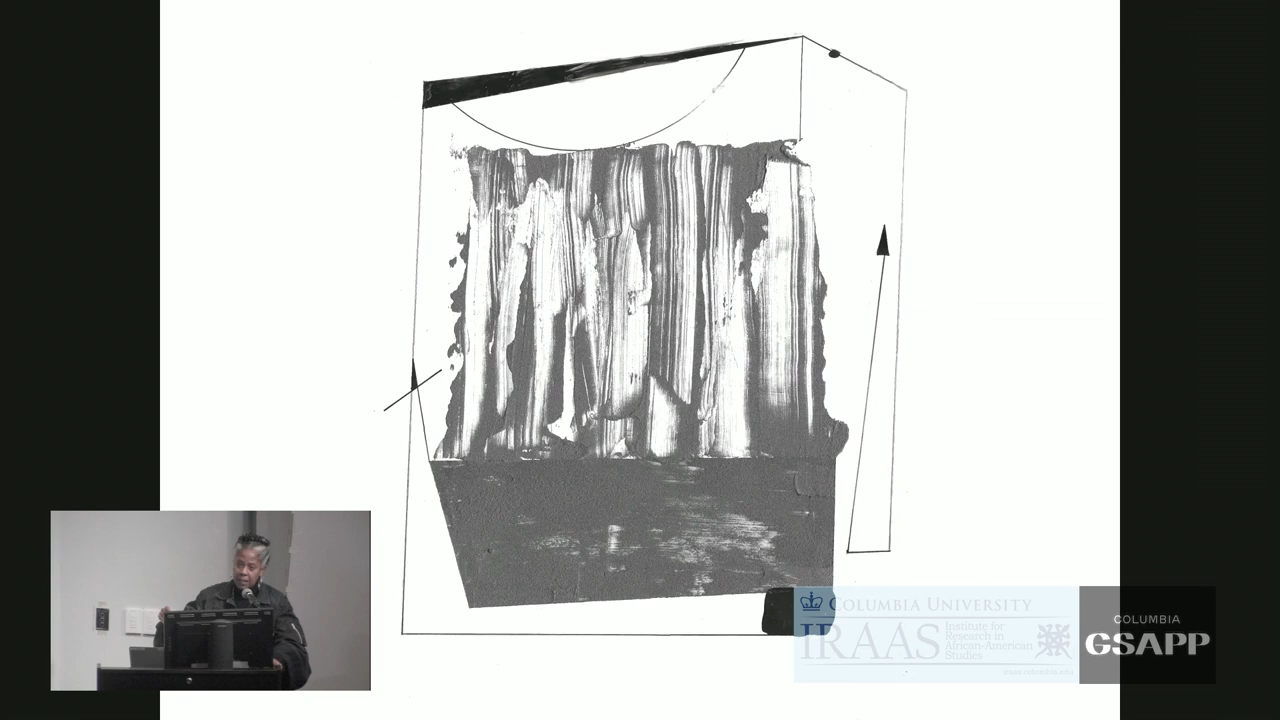 COLUMBIA UNIVERSITY
IRAAS
Institute for
Research in
African-American
Studies
COLUMBIA
GSAPP